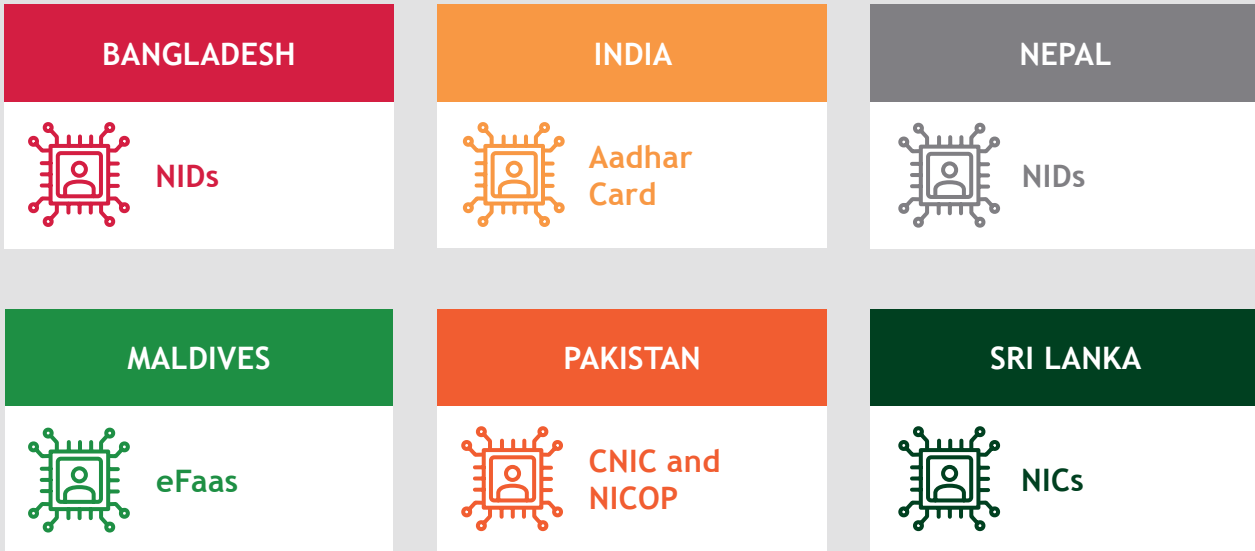 BANGLADESH
NIDs
INDIA
Aadhar
Card
NEPAL
NIDs
MALDIVES
eFaas
PAKISTAN
CNIC and
NICOP
SRI LANKA
NICs